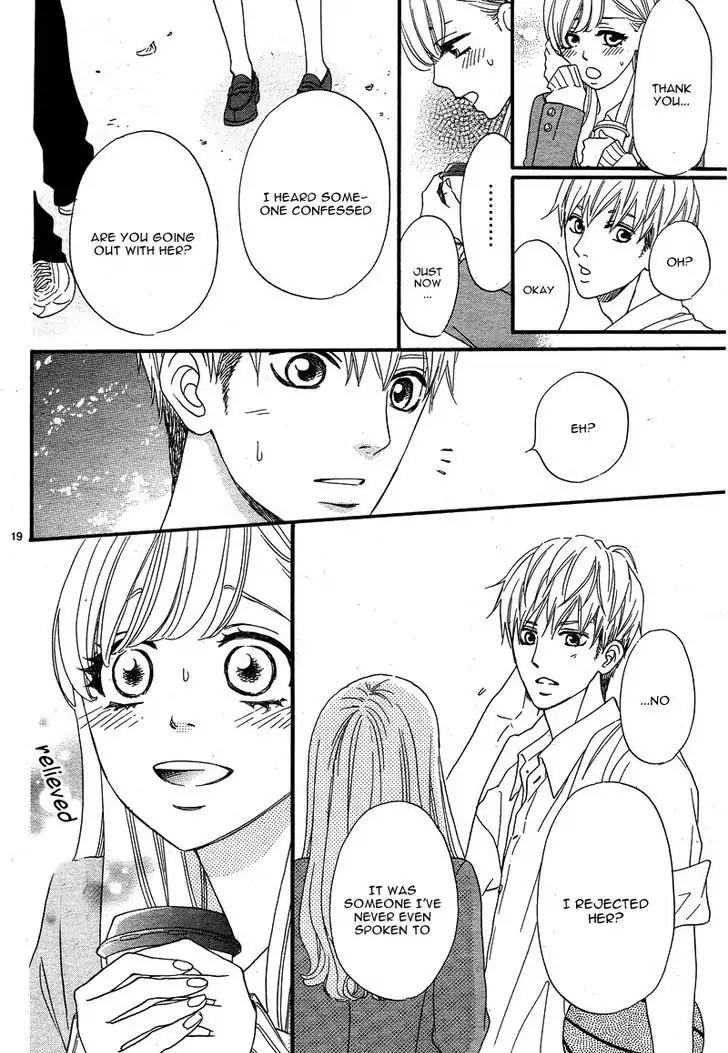 THANK
YOU...
OH?
OKAY
.........
JUST
NOW
...
I HEARD SOME-
ONE CONFESSED
ARE YOU GOING
OUT WITH HER?
EH?
19
...NO
I REJECTED
HER?
IT WAS
SOMEONE I'VE
NEVER EVEN
SPOKEN TO
relieved